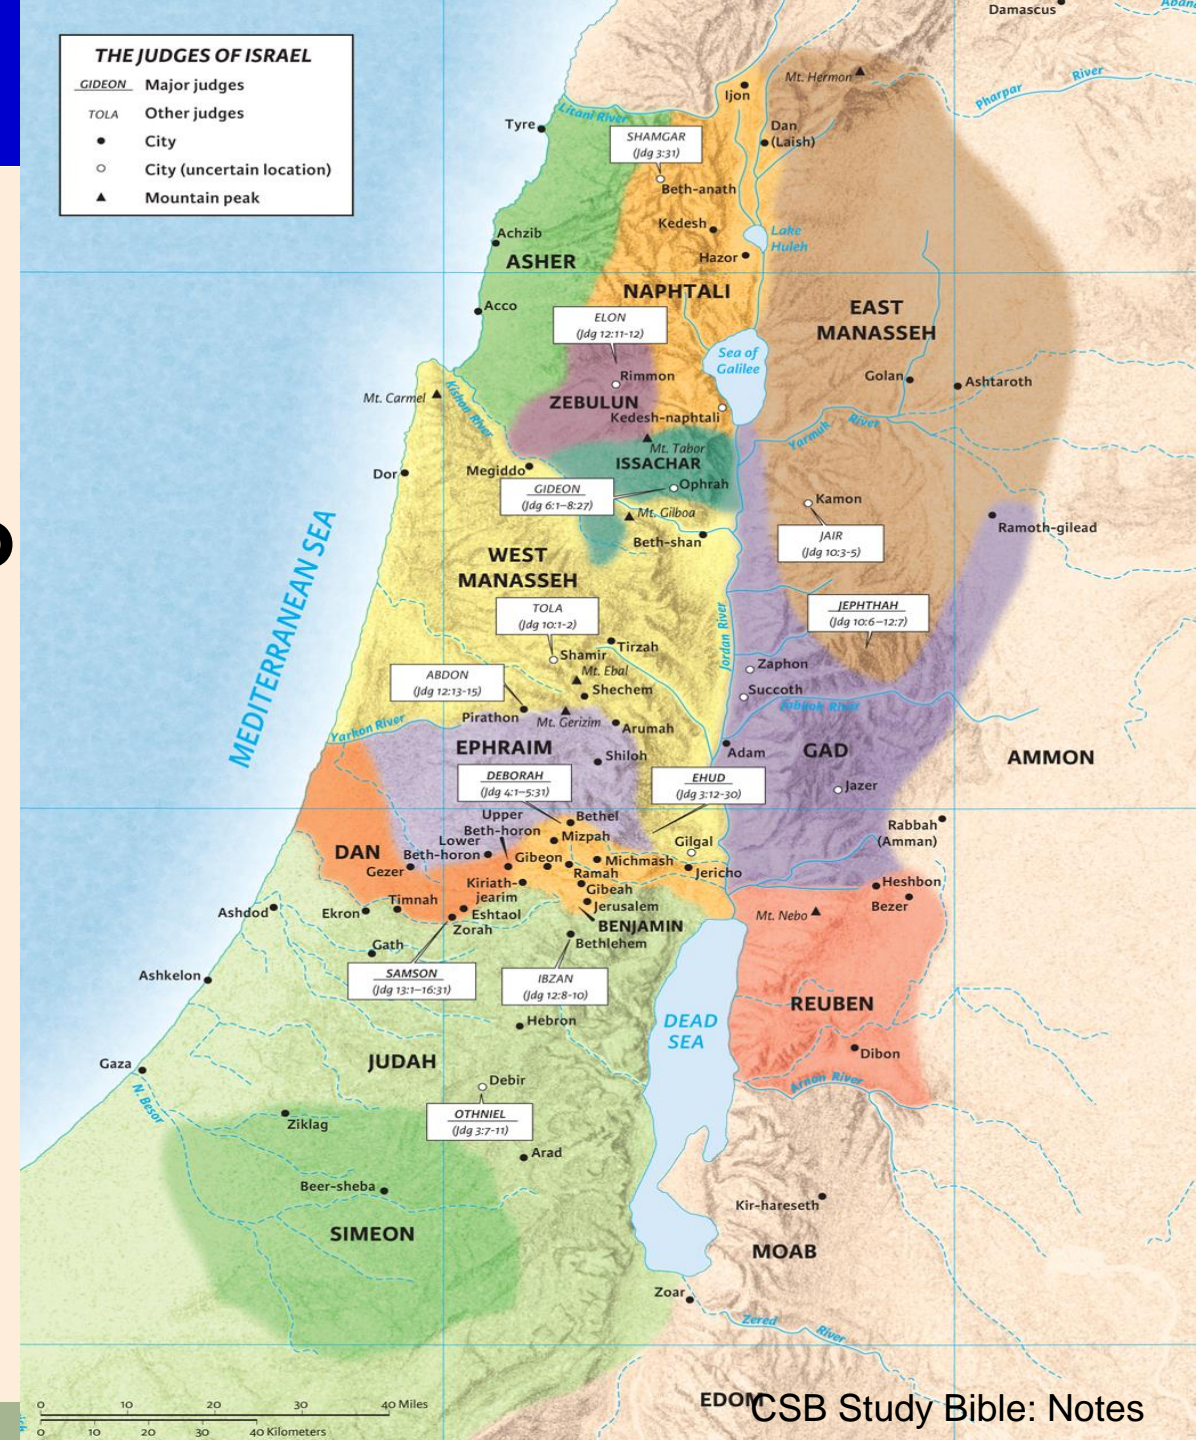 THE JUDGES OF ISRAEL
GIDEON Major judges
TOLA Other judges
City
City (uncertain location)
Mountain peak
Damascus
Mt. Hermon
Pharpar River
Ijon
Litani River
Tyre
Dan
(Laish)
SHAMGAR
(Jdg 3:31)
Beth-anath
Kedesh
Lake
Huleh
Achzib
Hazor
ASHER
NAPHTALI
Acco
EAST
MANASSEH
ELON
(Jdg 12:11-12)
Sea of
Galilee
Rimmon
Golan
Ashtaroth
Mt. Carmel
Kishon River
ZEBULUN
Kedesh-naphtali
Yarmuk River
Mt. Tabor
ISSACHAR
Dor
Megiddo
Ophrah
GIDEON
(Jdg 6:1–8:27)
Kamon
Mt. Gilboa
Ramoth-gilead
Beth-shan
JAIR
(Jdg 10:3-5)
WEST
MANASSEH
MEDITERRANEAN SEA
TOLA
(Jdg 10:1-2)
JEPHTHAH
(Jdg 10:6–12:7)
Jordan River
Tirzah
Shamir
Zaphon
Mt. Ebal
ABDON
(Jdg 12:13-15)
Shechem
Succoth
Jabbok River
Pirathon
Mt. Gerizim
Arumah
Yarkon River
EPHRAIM
Shiloh
Adam
GAD
AMMON
DEBORAH
(Jdg 4:1–5:31)
EHUD
(Jdg 3:12-30)
Jazer
Upper
Beth-horon
Bethel
Mizpah
Rabbah
(Amman)
Lower
Beth-horon
Gilgal
DAN
Gibeon
Michmash
Gezer
Ramah
Jericho
Kiriath-
jearim
Gibeah
Heshbon
Timnah
Jerusalem
Bezer
Ashdod
Ekron
Eshtaol
Mt. Nebo
Zorah
BENJAMIN
Gath
Bethlehem
Ashkelon
SAMSON
(Jdg 13:1–16:31)
IBZAN
(Jdg 12:8-10)
REUBEN
Hebron
DEAD
SEA
Dibon
JUDAH
Gaza
Debir
Arnon River
N. Besor
OTHNIEL
(Jdg 3:7-11)
Ziklag
Arad
Beer-sheba
Kir-hareseth
SIMEON
MOAB
Zoar
Zered River
EDOM
CSB Study Bible: Notes
0 10 20 30 40 Miles
0 10 20 30 40 Kilometers